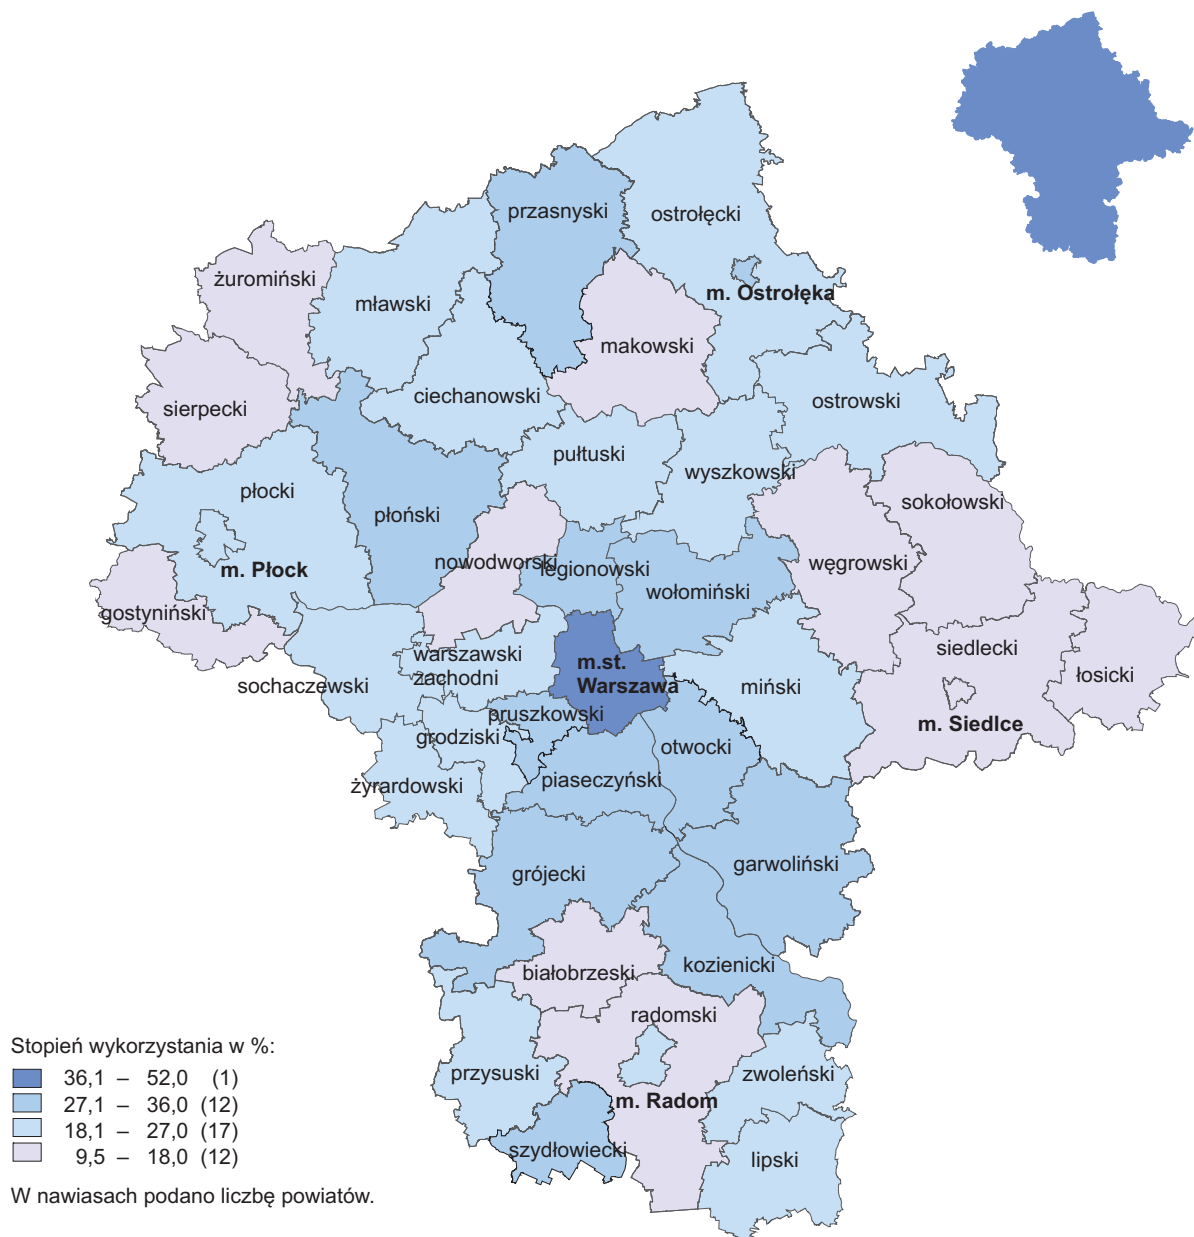 przasnyski
ostrołęcki
żuromiński
m. Ostrołęka
mławski
makowski
ciechanowski
ostrowski
sierpecki
pułtuski
wyszkowski
płocki
sokołowski
płoński
nowodworski
legionowski
węgrowski
m. Płock
wołomiński
gostyniński
siedlecki
warszawski
zachodni
m.st.
Warszawa
łosicki
sochaczewski
miński
pruszkowski
m. Siedlce
grodziski
otwocki
piaseczyński
żyrardowski
garwoliński
grójecki
kozienicki
białobrzeski
radomski
przysuski
zwoleński
m. Radom
szydłowiecki
lipski
Stopień wykorzystania w %:
36,1 – 52,0 (1)
27,1 – 36,0 (12)
18,1 – 27,0 (17)
9,5 – 18,0 (12)
W nawiasach podano liczbę powiatów.